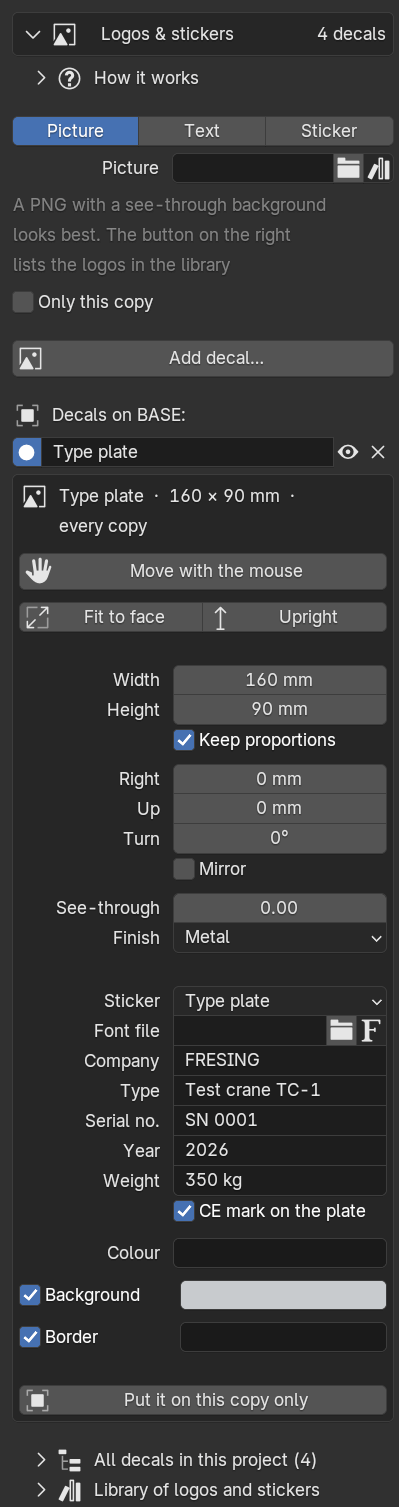 Logos & stickers 4 decals
How it works
Picture Text Sticker
Picture
A PNG with a see-through background
looks best. The button on the right
lists the logos in the library
Only this copy
Add decal...
Decals on BASE:
Type plate
Type plate · 160 × 90 mm ·
every copy
Move with the mouse
Fit to face Upright
Width 160 mm
Height 90 mm
Keep proportions
Right 0 mm
Up 0 mm
Turn 0°
Mirror
See-through 0.00
Finish Metal
Sticker Type plate
Font file F
Company FRESING
Type Test crane TC-1
Serial no. SN 0001
Year 2026
Weight 350 kg
CE mark on the plate
Colour
Background
Border
Put it on this copy only
All decals in this project (4)
Library of logos and stickers